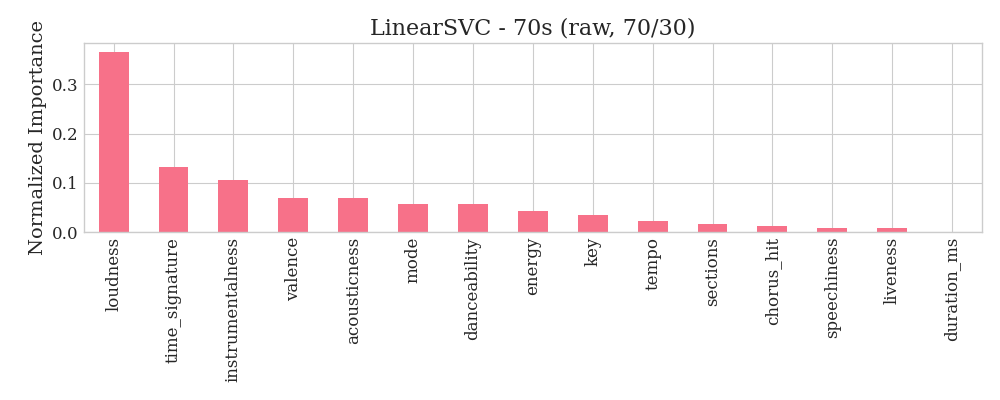 LinearSVC - 70s (raw, 70/30)
Normalized Importance
0.3
0.2
0.1
0.0
loudness
time_signature
instrumentalness
valence
acousticness
mode
danceability
energy
key
tempo
sections
chorus_hit
speechiness
liveness
duration_ms